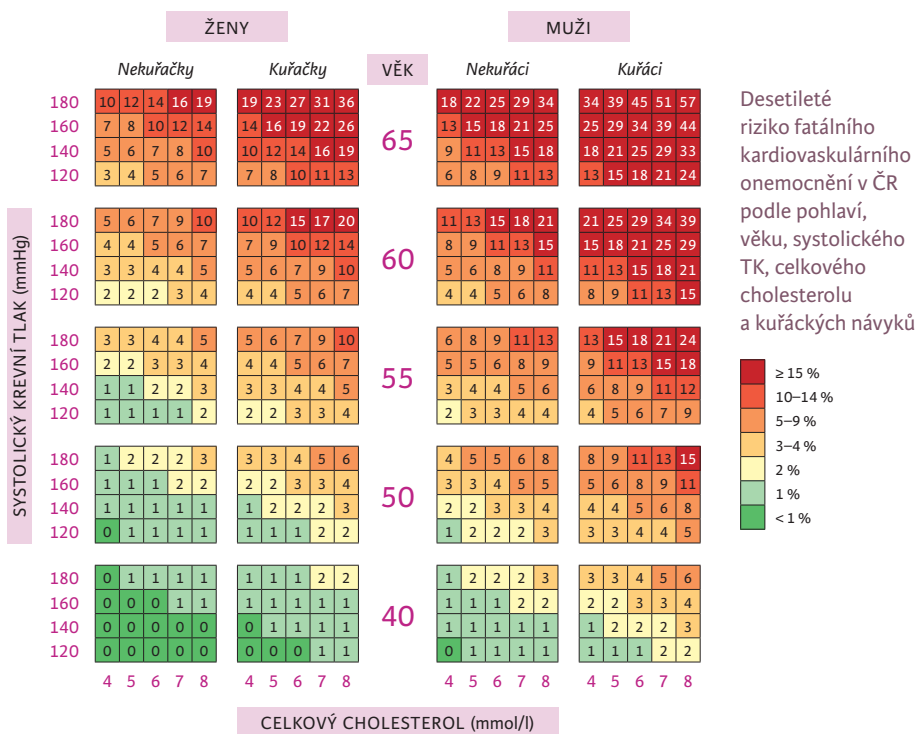 ŽENY MUŽI
Nekuřačky Kuřačky VĚK Nekuřáci Kuřáci
180 10 12 14 16 19 19 23 27 31 36 18 22 25 29 34 34 39 45 51 57
160 7 8 10 12 14 14 16 19 22 26 13 15 18 21 25 25 29 34 39 44
65
140 5 6 7 8 10 10 12 14 16 19 9 11 13 15 18 18 21 25 29 33
120 3 4 5 6 7 7 8 10 11 13 6 8 9 11 13 13 15 18 21 24
180 5 6 7 9 10 10 12 15 17 20 11 13 15 18 21 21 25 29 34 39
160 4 4 5 6 7 7 9 10 12 14 8 9 11 13 15 15 18 21 25 29
60
140 3 3 4 4 5 5 6 7 9 10 5 6 8 9 11 11 13 15 18 21
120 2 2 2 3 4 4 4 5 6 7 4 4 5 6 8 8 9 11 13 15
180 3 3 4 4 5 5 6 7 9 10 6 8 9 11 13 13 15 18 21 24
160 2 2 3 3 4 4 4 5 6 7 5 5 6 8 9 9 11 13 15 18
55
140 1 1 2 2 3 3 3 4 4 5 3 4 4 5 6 6 8 9 11 12
120 1 1 1 1 2 2 2 3 3 4 2 3 3 4 4 4 5 6 7 9
180 1 2 2 2 3 3 3 4 5 6 4 5 5 6 8 8 9 11 13 15
160 1 1 1 2 2 2 2 3 3 4 3 3 4 5 5 5 6 8 9 11
50
140 1 1 1 1 1 1 2 2 2 3 2 2 3 3 4 4 4 5 6 8
120 0 1 1 1 1 1 1 1 2 2 1 2 2 2 3 3 3 4 4 5
180 0 1 1 1 1 1 1 1 2 2 1 2 2 2 3 3 3 4 5 6
160 0 0 0 1 1 1 1 1 1 1 1 1 1 2 2 2 2 3 3 4
40
140 0 0 0 0 0 0 1 1 1 1 1 1 1 1 1 1 2 2 2 3
120 0 0 0 0 0 0 0 0 1 1 0 1 1 1 1 1 1 1 2 2
4 5 6 7 8 4 5 6 7 8 4 5 6 7 8 4 5 6 7 8
CELKOVÝ CHOLESTEROL (mmol/l)
SYSTOLICKÝ KREVNÍ TLAK (mmHg)
Desetileté
riziko fatálního
kardiovaskulárního
onemocnění v ČR
podle pohlaví,
věku, systolického
TK, celkového
cholesterolu
a kuřáckých návyků
≥ 15 %
10–14 %
5–9 %
3–4 %
2 %
1 %
< 1 %